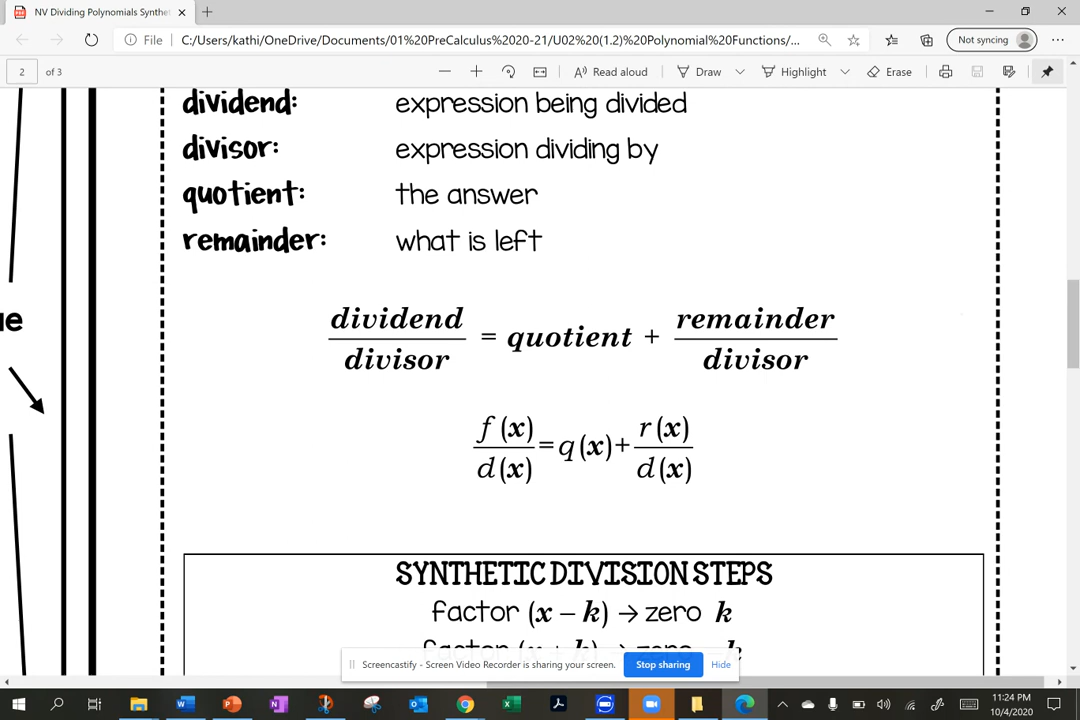 NV Dividing Polynomials Synthet
File
C:/Users/kathi/OneDrive/Documents/01%20PreCalculus%2020-21/U02%20(1.2)%20Polynomial%20Functions/...
Not syncing
2 of 3
Read aloud
Draw
Highlight
Erase
dividend: expression being divided
divisor: expression dividing by
quotient: the answer
remainder: what is left
dividend/divisor = quotient + remainder/divisor
f(x)/d(x) = q(x) + r(x)/d(x)
SYNTHETIC DIVISION STEPS
factor (x – k) → zero k
Screencastify - Screen Video Recorder is sharing your screen.
Stop sharing
Hide
11:24 PM
10/4/2020